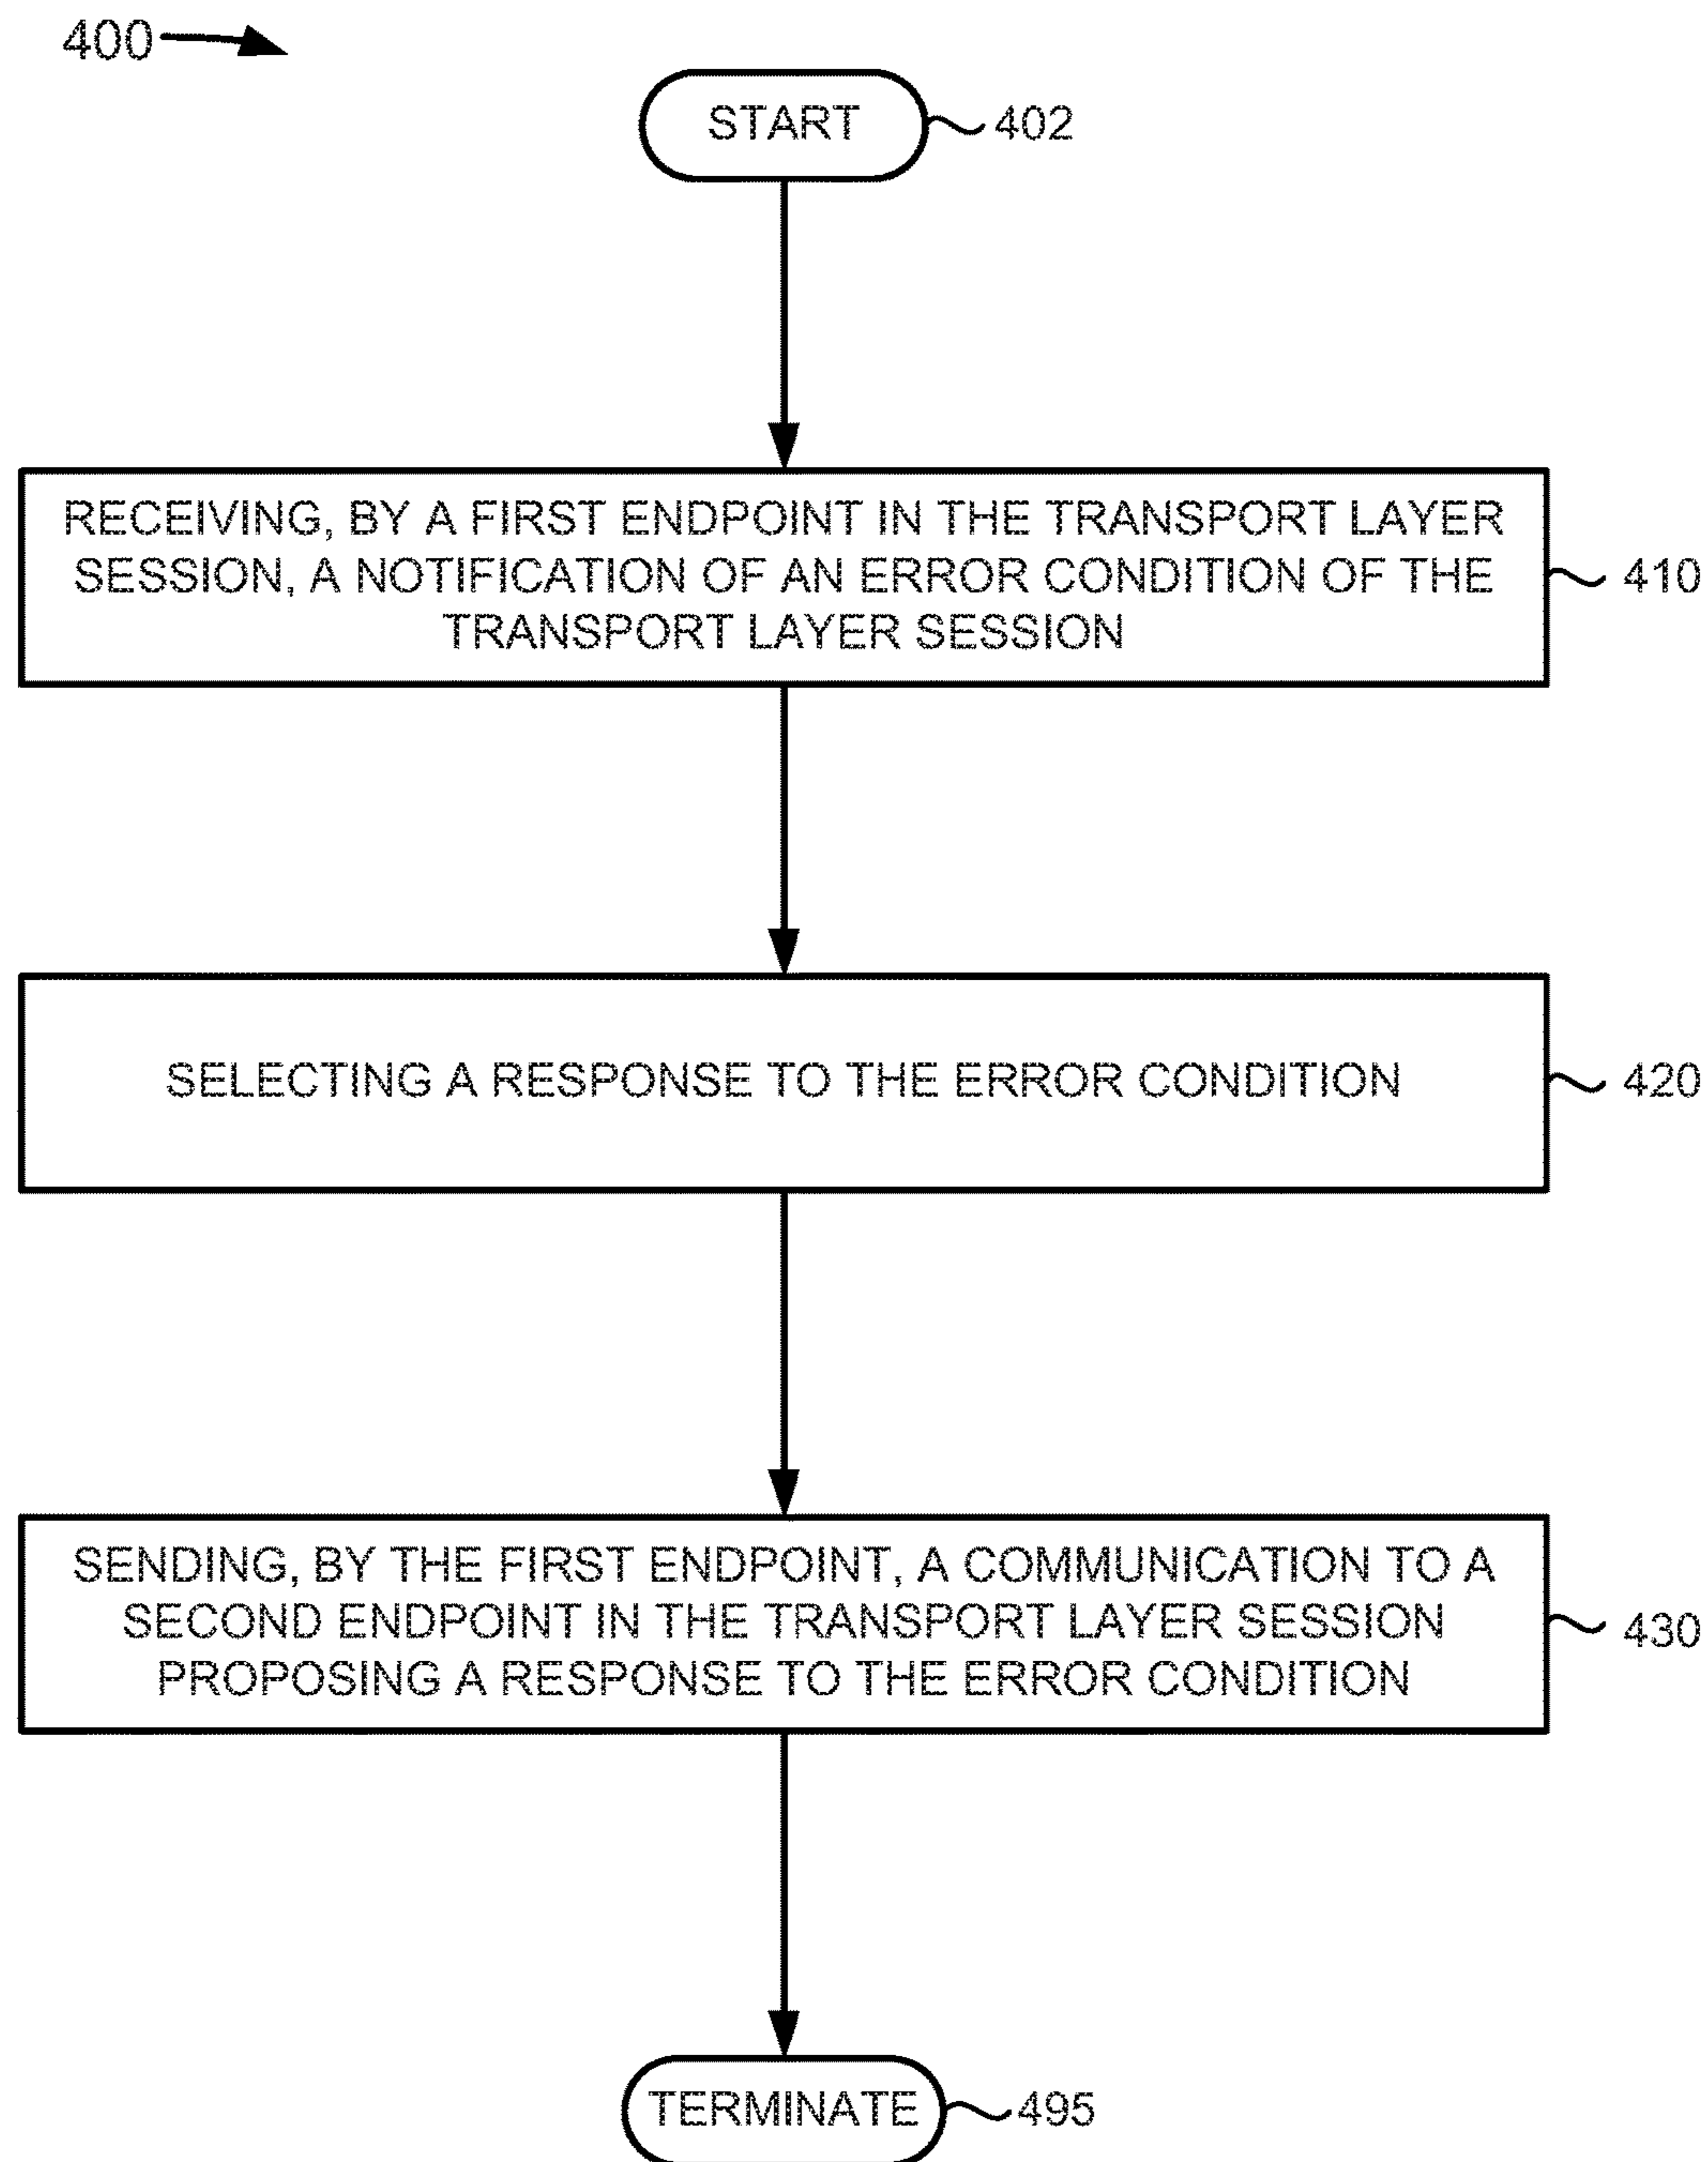 400
START
402
RECEIVING, BY A FIRST ENDPOINT IN THE TRANSPORT LAYER
SESSION, A NOTIFICATION OF AN ERROR CONDITION OF THE
TRANSPORT LAYER SESSION
410
SELECTING A RESPONSE TO THE ERROR CONDITION
420
SENDING, BY THE FIRST ENDPOINT, A COMMUNICATION TO A
SECOND ENDPOINT IN THE TRANSPORT LAYER SESSION
PROPOSING A RESPONSE TO THE ERROR CONDITION
430
TERMINATE
495